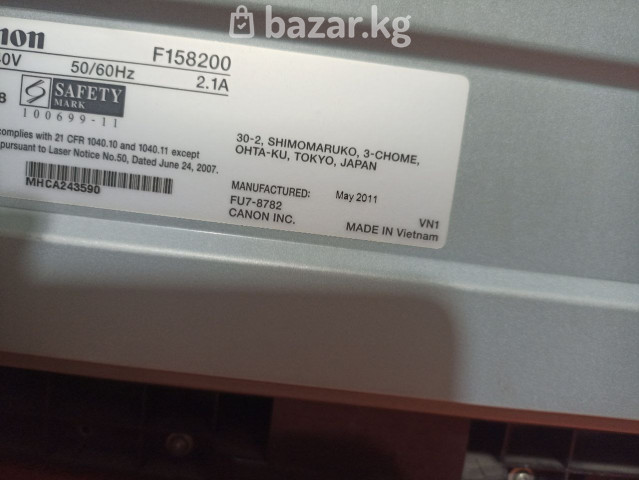 bazar.kg
non F158200
0V 50/60Hz 2.1A
8 SAFETY
MARK
100699-11
complies with 21 CFR 1040.10 and 1040.11 except
pursuant to Laser Notice No.50, Dated June 24, 2007.
MHCA243590
30-2, SHIMOMARUKO, 3-CHOME,
OHTA-KU, TOKYO, JAPAN
MANUFACTURED: May 2011
FU7-8782
CANON INC.
VN1
MADE IN Vietnam